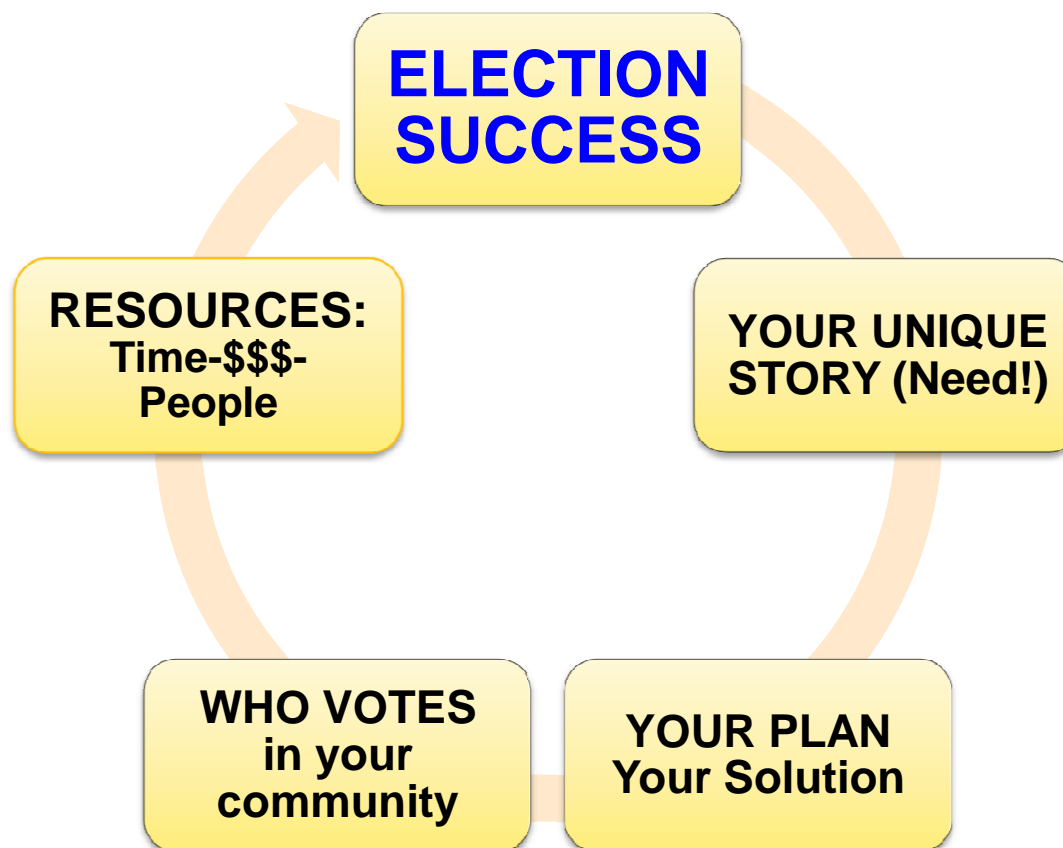 ELECTION
SUCCESS
YOUR UNIQUE
STORY (Need!)
YOUR PLAN
Your Solution
WHO VOTES
in your
community
RESOURCES:
Time-$$$-
People